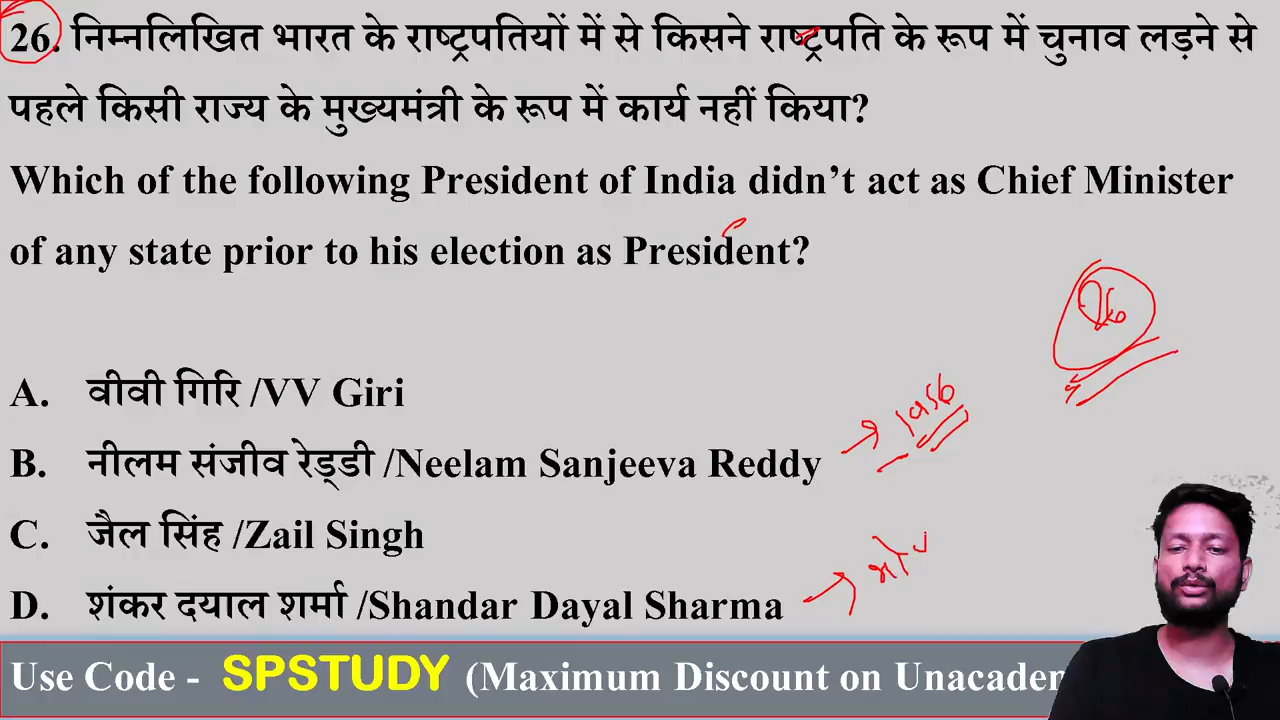 26. निम्नलिखित भारत के राष्ट्रपतियों में से किसने राष्ट्रपति के रूप में चुनाव लड़ने से
पहले किसी राज्य के मुख्यमंत्री के रूप में कार्य नहीं किया?
Which of the following President of India didn't act as Chief Minister
of any state prior to his election as President?
26
A. वीवी गिरि /VV Giri
1956
B. नीलम संजीव रेड्डी /Neelam Sanjeeva Reddy
C. जैल सिंह /Zail Singh
D. शंकर दयाल शर्मा /Shandar Dayal Sharma
Use Code - SPSTUDY (Maximum Discount on Unacaden